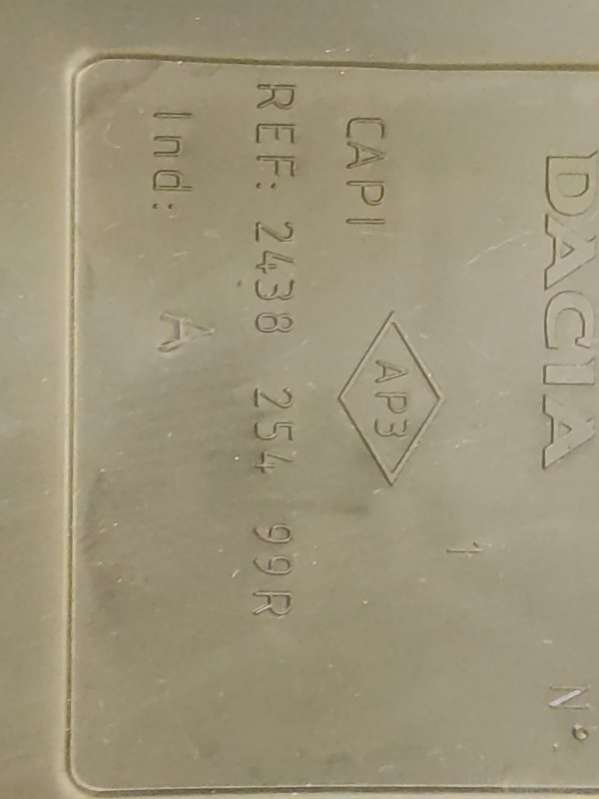 DACIA N°
1
CAPI AP3
REF: 2438 254 99R
Ind: A